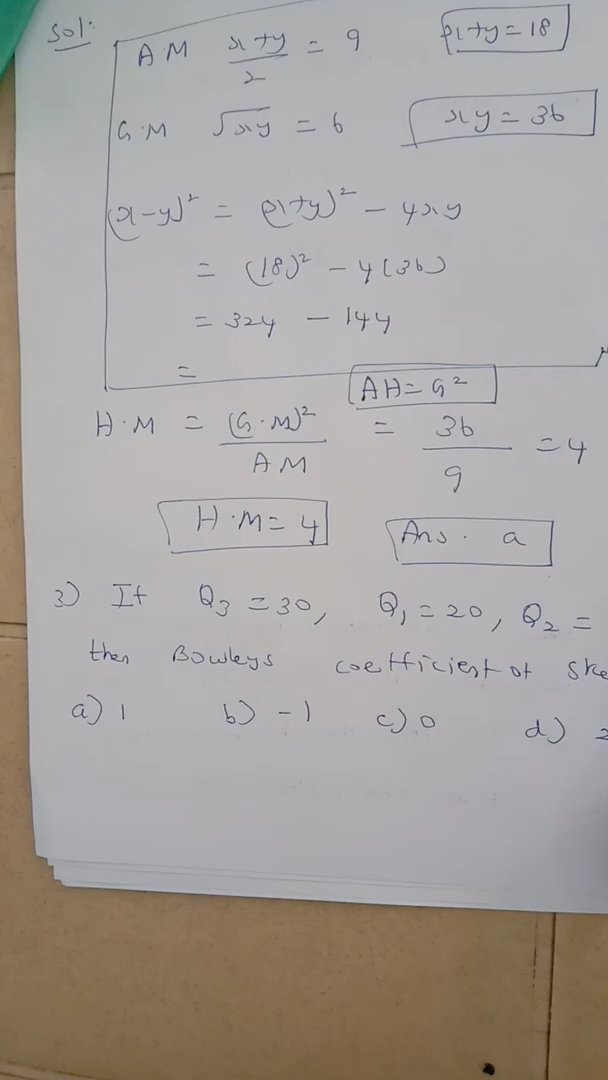 Sol:
A.M x+y/2 = 9 x+y = 18
G.M √xy = 6 xy = 36
(x-y)² = (x+y)² - 4xy
= (18)² - 4(36)
= 324 - 144
=
AH = G²
H.M = (G.M)²/AM = 36/9 = 4
H.M = 4 Ans. a
3) If Q₃ = 30, Q₁ = 20, Q₂ =
then Bowleys coefficient of Ske
a) 1 b) -1 c) 0 d)